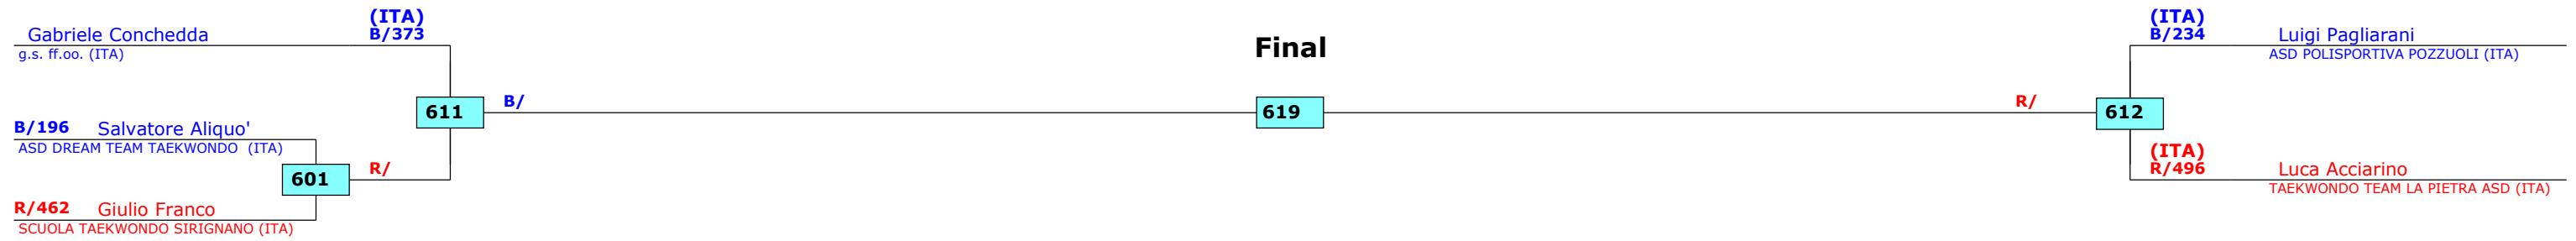 (ITA)
Gabriele Conchedda B/373
g.s. ff.oo. (ITA)
B/196 Salvatore Aliquo'
ASD DREAM TEAM TAEKWONDO (ITA)
R/462 Giulio Franco
SCUOLA TAEKWONDO SIRIGNANO (ITA)
601
R/
611
B/
Final
619
R/
612
(ITA)
B/234 Luigi Pagliarani
ASD POLISPORTIVA POZZUOLI (ITA)
(ITA)
R/496 Luca Acciarino
TAEKWONDO TEAM LA PIETRA ASD (ITA)